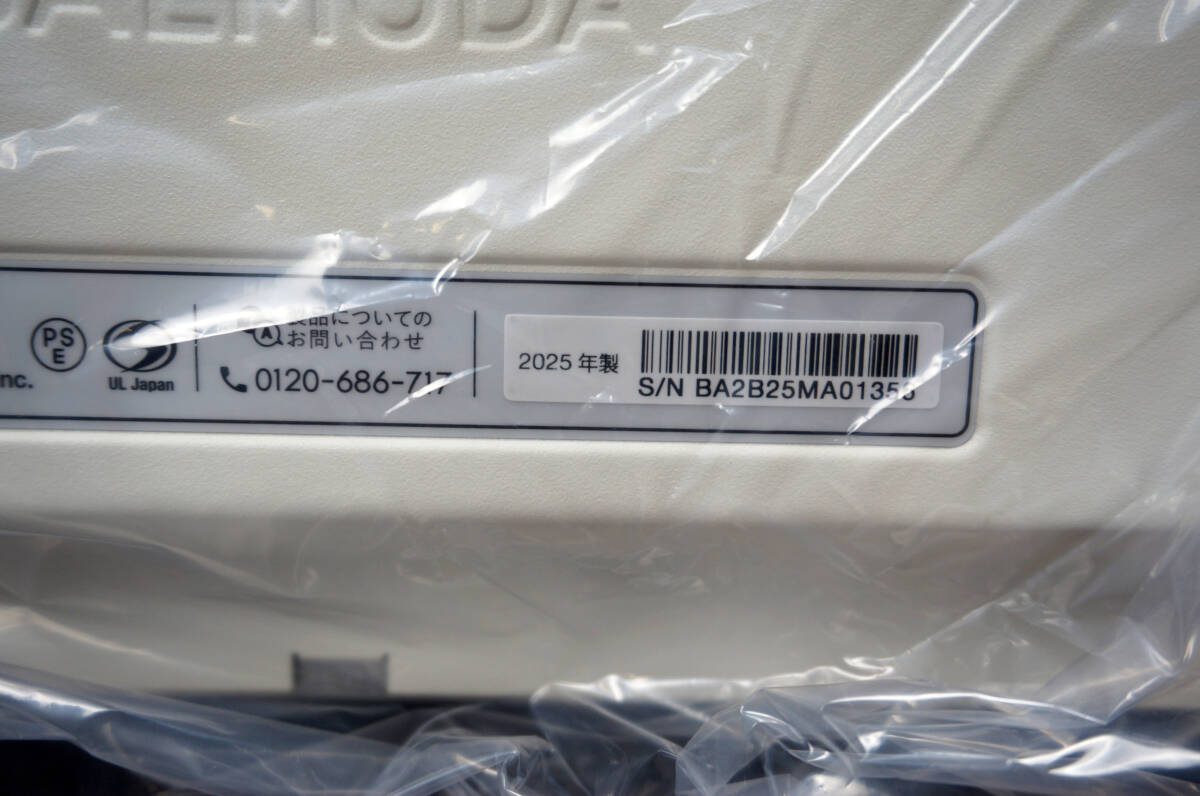 BALMUDA
PS
E
nc.
UL Japan
製品についての
お問い合わせ
0120-686-717
2025 年製
S/N BA2B25MA01356